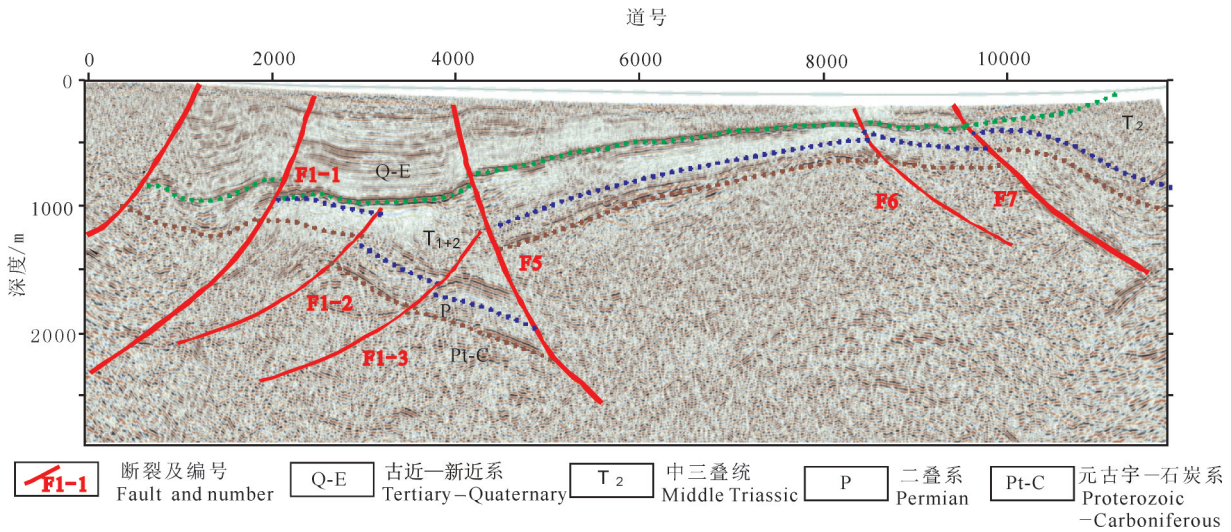 道号
0 2000 4000 6000 8000 10000
0
1000
2000
深度/m
F1-1
Q-E
T₂
F6
F7
T₁₊₂
F5
F1-2
P
F1-3
Pt-C
F1-1 断裂及编号
Fault and number
Q-E 古近—新近系
Tertiary-Quaternary
T₂ 中三叠统
Middle Triassic
P 二叠系
Permian
Pt-C 元古宇—石炭系
Proterozoic
-Carboniferous